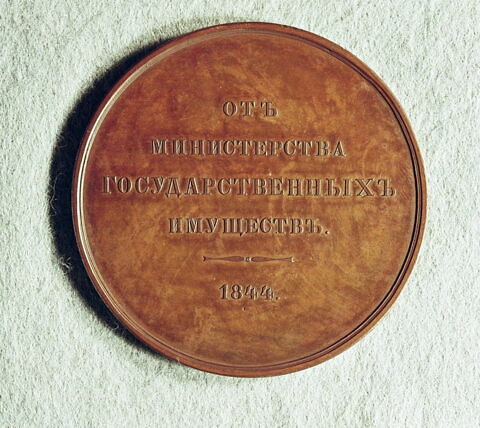 ОТЪ
МИНИСТЕРСТВА
ГОСУДАРСТВЕННЫХЪ
ИМУЩЕСТВЪ.
1844.